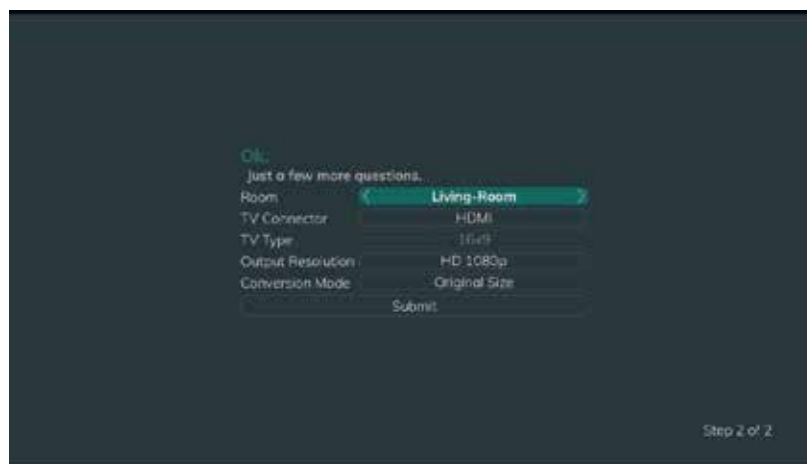 Ok.
Just a few more questions.
Room Living-Room
TV Connector HDMI
TV Type 16x9
Output Resolution HD 1080p
Conversion Mode Original Size
Submit
Step 2 of 2